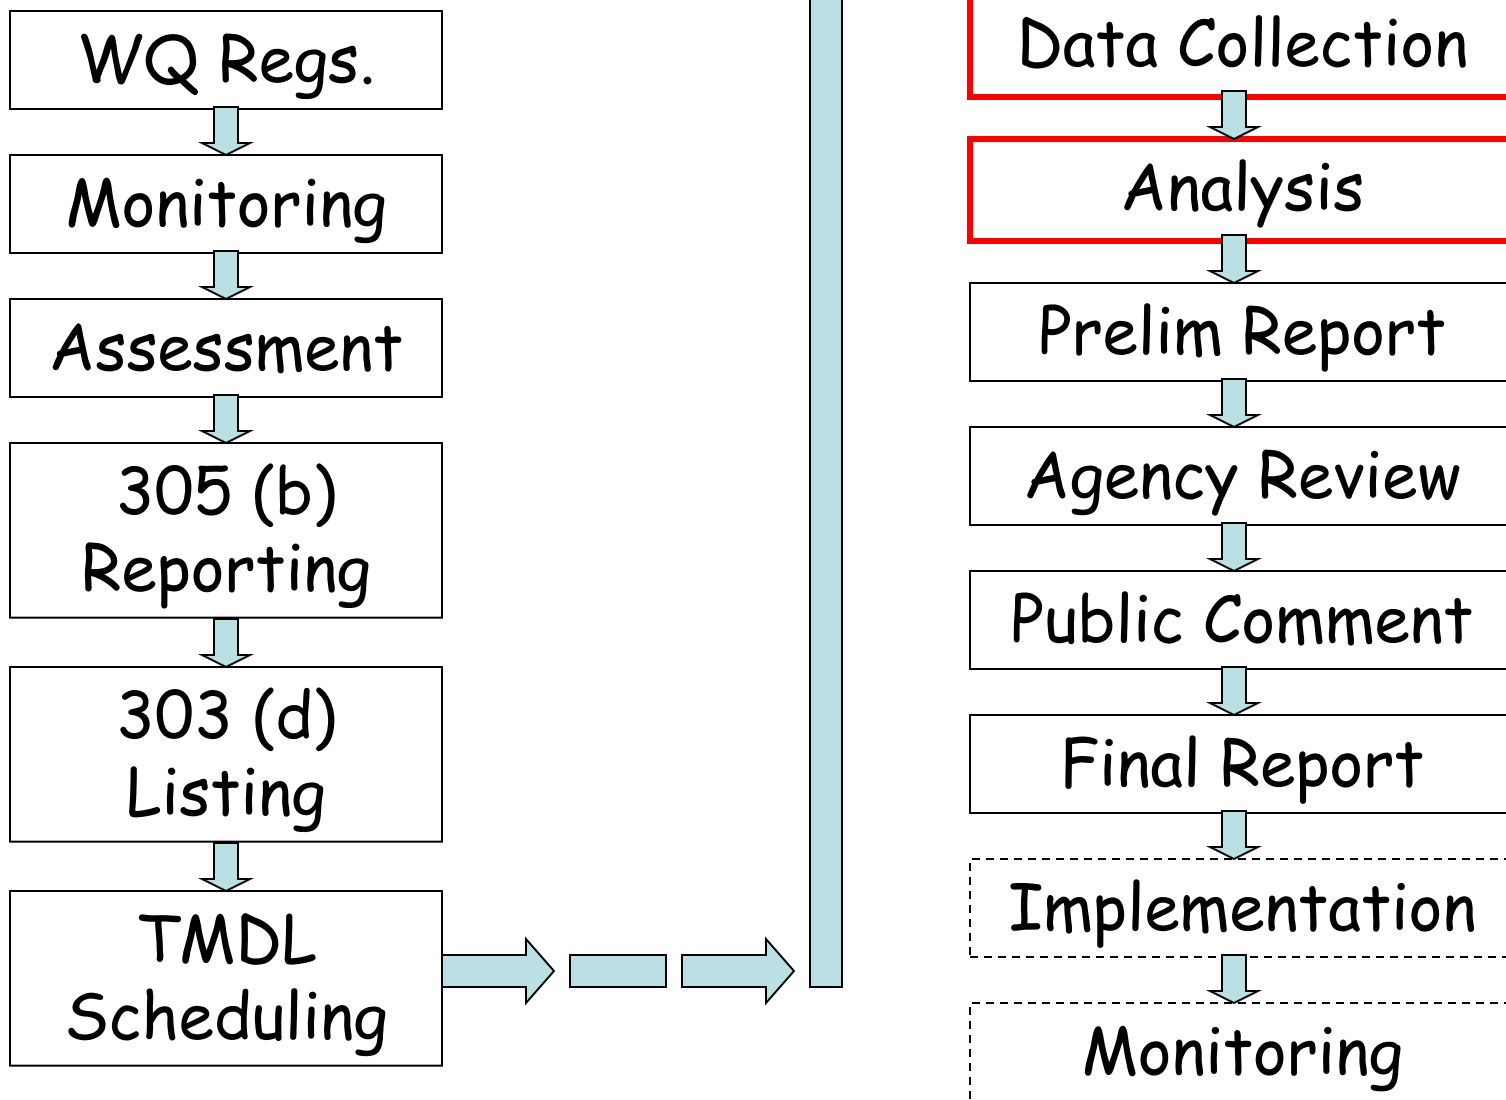 WQ Regs.
Monitoring
Assessment
305 (b)
Reporting
303 (d)
Listing
TMDL
Scheduling
Data Collection
Analysis
Prelim Report
Agency Review
Public Comment
Final Report
Implementation
Monitoring